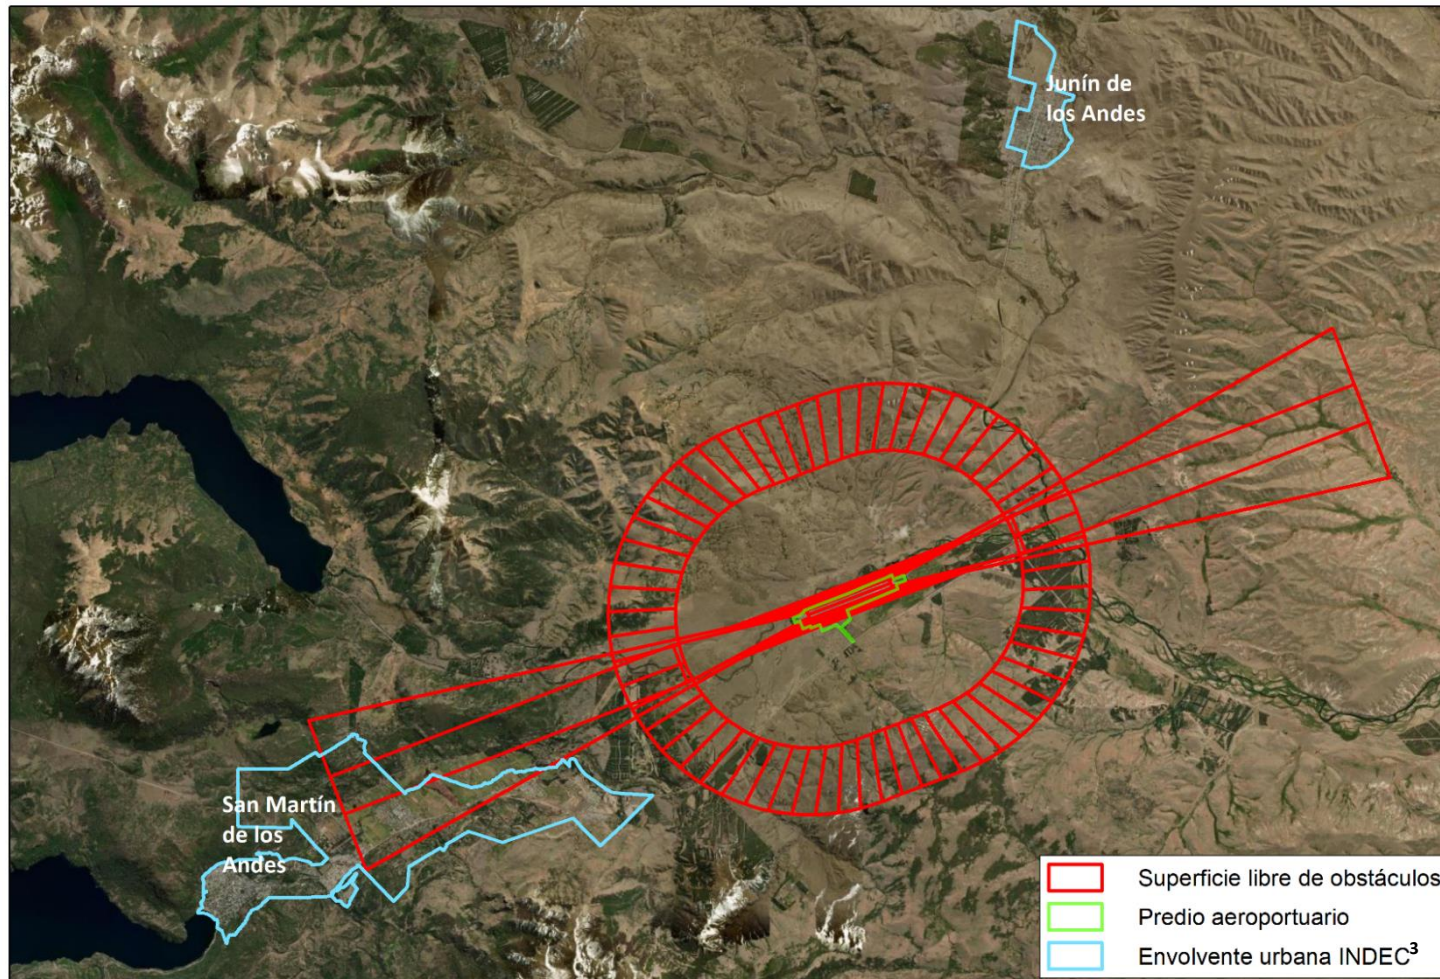 Junín de
los Andes
San Martín
de los
Andes
Superficie libre de obstáculos
Predio aeroportuario
Envolvente urbana INDEC³